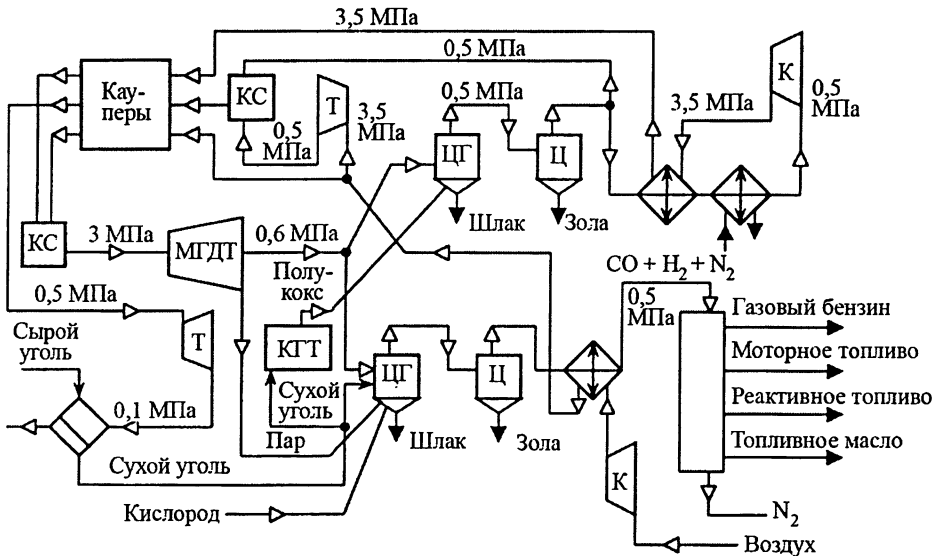 3,5 МПа
0,5 МПа
К
0,5
МПа
Кау-
перы
КС
Т
0,5 МПа
3,5 МПа
3,5
МПа
0,5
МПа
ЦГ
Ц
Шлак
Зола
КС
3 МПа
МГДТ
0,6 МПа
CO + H₂ + N₂
Полу-
кокс
0,5 МПа
0,5
МПа
Газовый бензин
Сырой
уголь
Т
КГТ
ЦГ
Ц
Моторное топливо
Сухой
уголь
Реактивное топливо
0,1 МПа
Пар
Шлак
Зола
Топливное масло
Сухой уголь
К
Кислород
N₂
Воздух